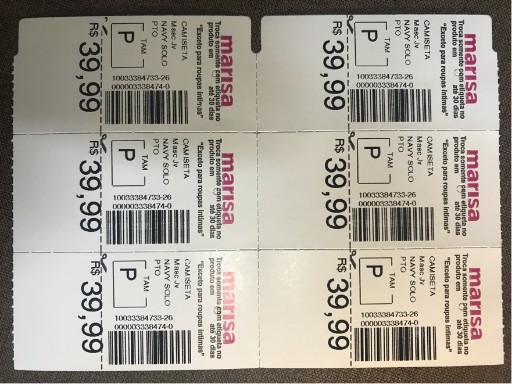 marisa
Troca somente com etiqueta no
produto em até 30 dias
"Exceto para roupas íntimas"
CAMISETA
Masc Jv
NAVY SOLO
PTO
TAM
P
10033384733-26
0000033338474-0
R$ 39,99
marisa
Troca somente com etiqueta no
produto em até 30 dias
"Exceto para roupas íntimas"
CAMISETA
Masc Jv
NAVY SOLO
PTO
TAM
P
10033384733-26
0000033338474-0
R$ 39,99
marisa
Troca somente com etiqueta no
produto em até 30 dias
"Exceto para roupas íntimas"
CAMISETA
Masc Jv
NAVY SOLO
PTO
TAM
P
10033384733-26
0000033338474-0
R$ 39,99
marisa
Troca somente com etiqueta no
produto em até 30 dias
"Exceto para roupas íntimas"
CAMISETA
Masc Jv
NAVY SOLO
PTO
TAM
P
10033384733-26
0000033338474-0
R$ 39,99
marisa
Troca somente com etiqueta no
produto em até 30 dias
"Exceto para roupas íntimas"
CAMISETA
Masc Jv
NAVY SOLO
PTO
TAM
P
10033384733-26
0000033338474-0
R$ 39,99
marisa
Troca somente com etiqueta no
produto em até 30 dias
"Exceto para roupas íntimas"
CAMISETA
Masc Jv
NAVY SOLO
PTO
TAM
P
10033384733-26
0000033338474-0
R$ 39,99